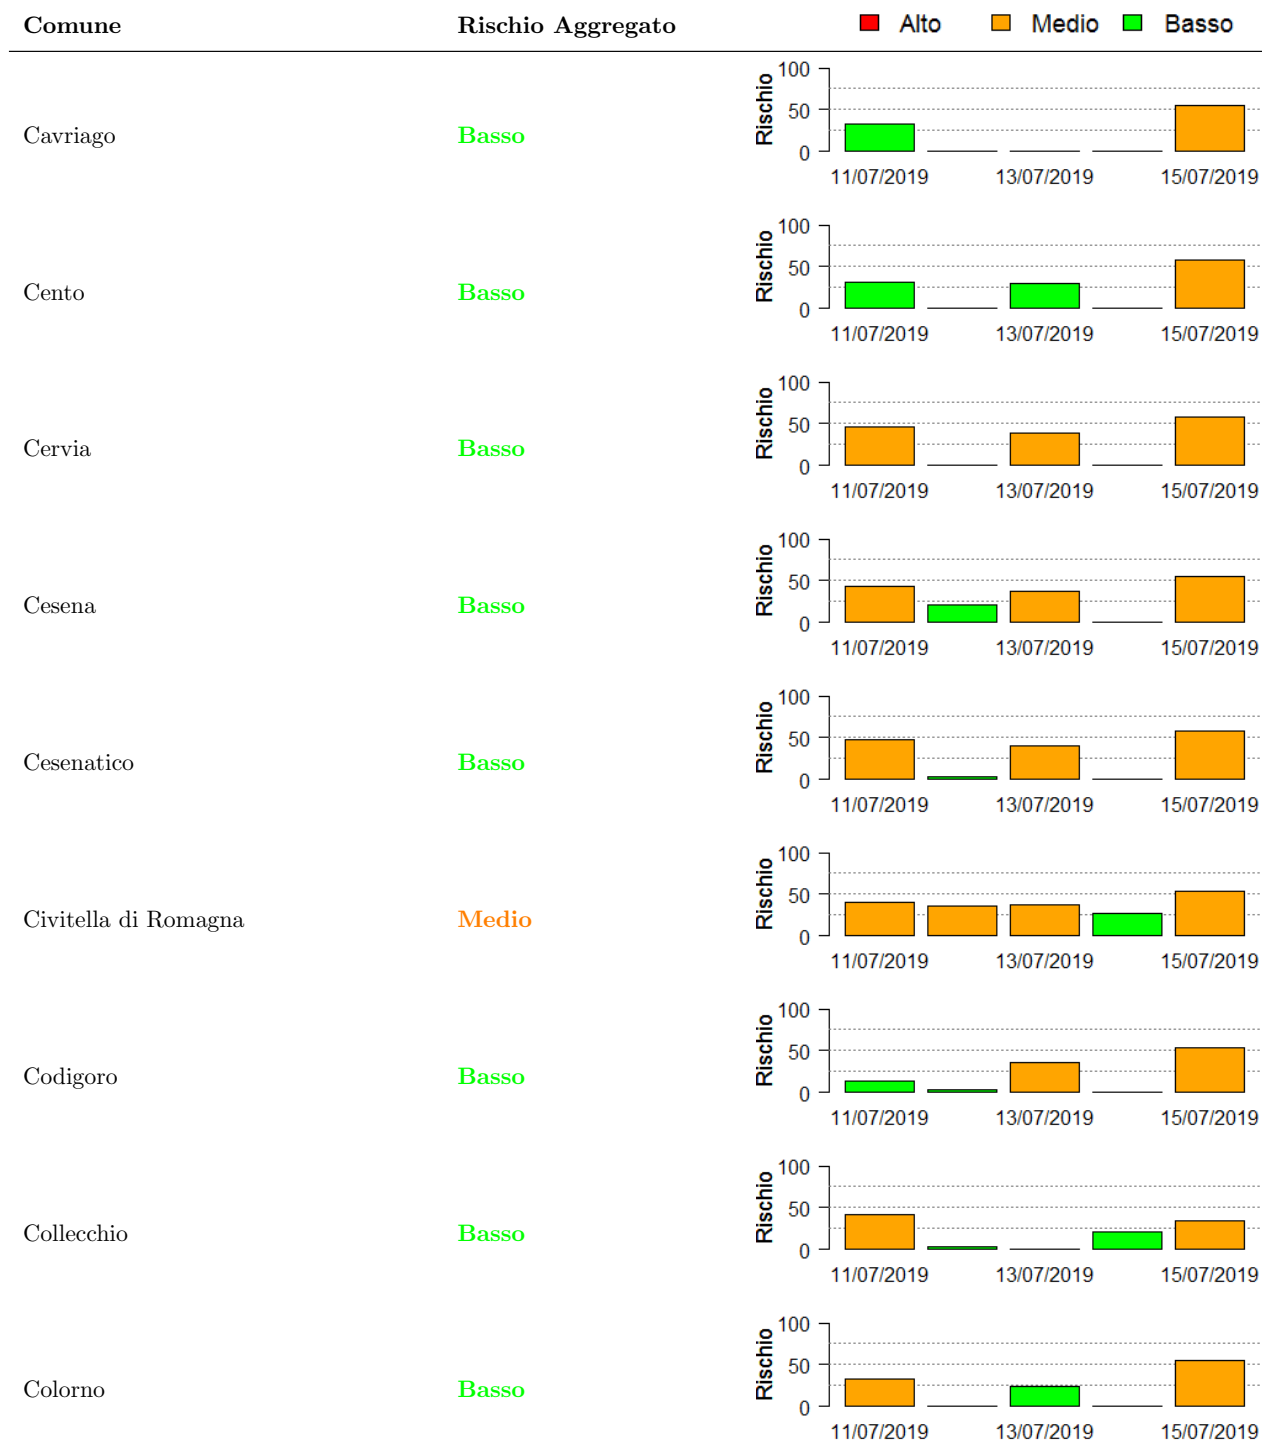 Comune Rischio Aggregato Alto Medio Basso
Cavriago Basso Rischio 100 50 0
11/07/2019 13/07/2019 15/07/2019
Cento Basso Rischio 100 50 0
11/07/2019 13/07/2019 15/07/2019
Cervia Basso Rischio 100 50 0
11/07/2019 13/07/2019 15/07/2019
Cesena Basso Rischio 100 50 0
11/07/2019 13/07/2019 15/07/2019
Cesenatico Basso Rischio 100 50 0
11/07/2019 13/07/2019 15/07/2019
Civitella di Romagna Medio Rischio 100 50 0
11/07/2019 13/07/2019 15/07/2019
Codigoro Basso Rischio 100 50 0
11/07/2019 13/07/2019 15/07/2019
Collecchio Basso Rischio 100 50 0
11/07/2019 13/07/2019 15/07/2019
Colorno Basso Rischio 100 50 0
11/07/2019 13/07/2019 15/07/2019